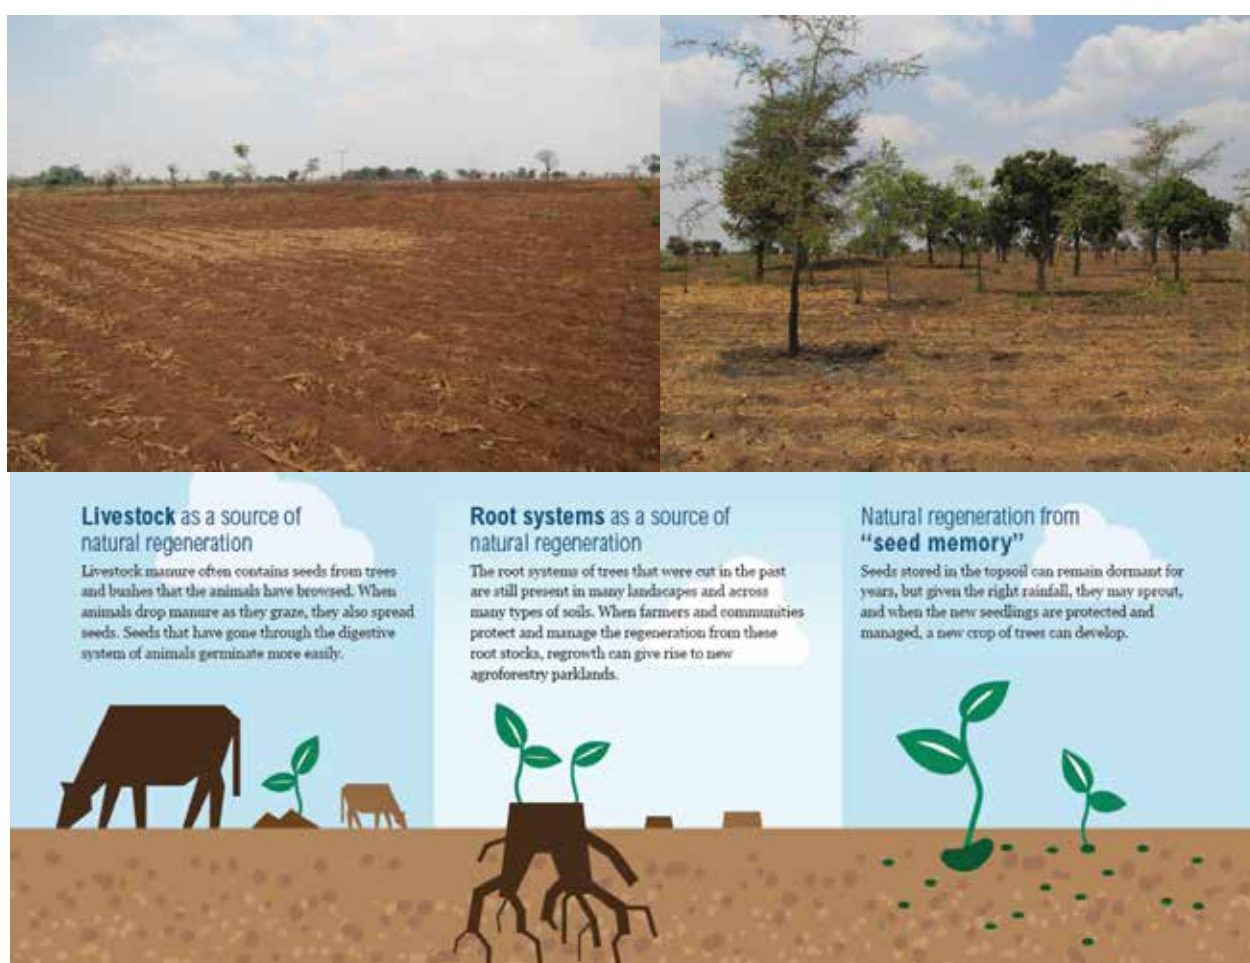 Livestock as a source of
natural regeneration
Livestock manure often contains seeds from trees
and bushes that the animals have browsed. When
animals drop manure as they graze, they also spread
seeds. Seeds that have gone through the digestive
system of animals germinate more easily.
Root systems as a source of
natural regeneration
The root systems of trees that were cut in the past
are still present in many landscapes and across
many types of soils. When farmers and communities
protect and manage the regeneration from these
root stocks, regrowth can give rise to new
agroforestry parklands.
Natural regeneration from
“seed memory”
Seeds stored in the topsoil can remain dormant for
years, but given the right rainfall, they may sprout,
and when the new seedlings are protected and
managed, a new crop of trees can develop.